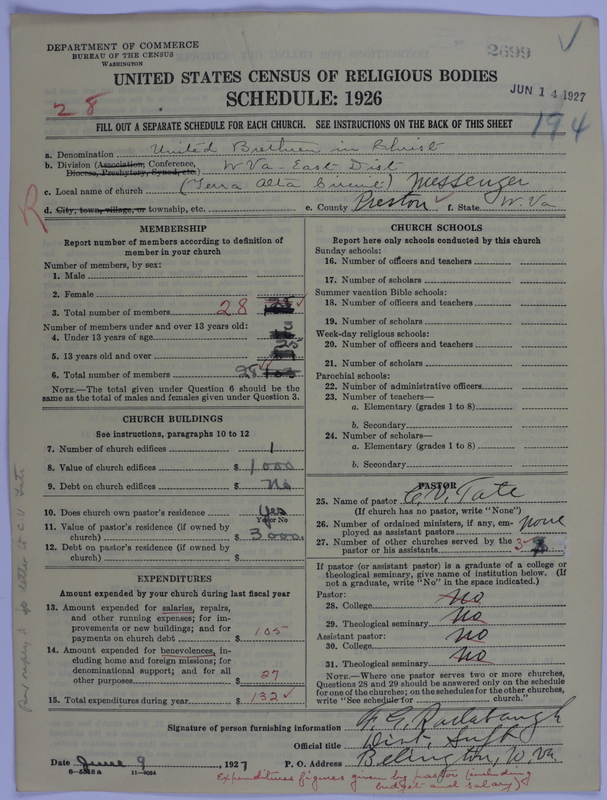 DEPARTMENT OF COMMERCE
BUREAU OF THE CENSUS
WASHINGTON
2699
UNITED STATES CENSUS OF RELIGIOUS BODIES
SCHEDULE: 1926
JUN 14 1927
28
194
FILL OUT A SEPARATE SCHEDULE FOR EACH CHURCH. SEE INSTRUCTIONS ON THE BACK OF THIS SHEET
a. Denomination United Brethren in Christ
b. Division (Association, Conference, Diocese, Presbytery, Synod, etc.) W Va - East Dist
c. Local name of church (Terra Alta Circuit) Messenger
R
d. City, town, village, or township, etc. e. County Preston f. State W. Va
MEMBERSHIP
Report number of members according to definition of member in your church
Number of members, by sex:
1. Male
2. Female
3. Total number of members 28
Number of members under and over 13 years old:
4. Under 13 years of age
5. 13 years old and over
6. Total number of members 28
NOTE.—The total given under Question 6 should be the same as the total of males and females given under Question 3.
CHURCH BUILDINGS
See instructions, paragraphs 10 to 12
7. Number of church edifices 1
8. Value of church edifices $ 1000
9. Debt on church edifices $ No
10. Does church own pastor's residence Yes
Yes or No
11. Value of pastor's residence (if owned by church) $ 3000
12. Debt on pastor's residence (if owned by church) $
EXPENDITURES
Amount expended by your church during last fiscal year
13. Amount expended for salaries, repairs, and other running expenses; for improvements or new buildings; and for payments on church debt $ 105
14. Amount expended for benevolences, including home and foreign missions; for denominational support; and for all other purposes $ 27
15. Total expenditures during year $ 132
CHURCH SCHOOLS
Report here only schools conducted by this church
Sunday schools:
16. Number of officers and teachers
17. Number of scholars
Summer vacation Bible schools:
18. Number of officers and teachers
19. Number of scholars
Week-day religious schools:
20. Number of officers and teachers
21. Number of scholars
Parochial schools:
22. Number of administrative officers
23. Number of teachers—
a. Elementary (grades 1 to 8)
b. Secondary
24. Number of scholars—
a. Elementary (grades 1 to 8)
b. Secondary
PASTOR
25. Name of pastor C. V. Tate
(If church has no pastor, write "None")
26. Number of ordained ministers, if any, employed as assistant pastors none
27. Number of other churches served by the pastor or his assistants 3
If pastor (or assistant pastor) is a graduate of a college or theological seminary, give name of institution below. (If not a graduate, write "No" in the space indicated.)
Pastor:
28. College No
29. Theological seminary No
Assistant pastor:
30. College No
31. Theological seminary No
NOTE.—Where one pastor serves two or more churches, Questions 28 and 29 should be answered only on the schedule for one of the churches; on the schedules for the other churches, write "See schedule for church."
Signature of person furnishing information F. G. Radabaugh
Official title Dist. Supt
Date June 9, 1927 P. O. Address Belington, W. Va
8-5318a 11-9034
Expenditures figures given by pastor (including budget and salary)